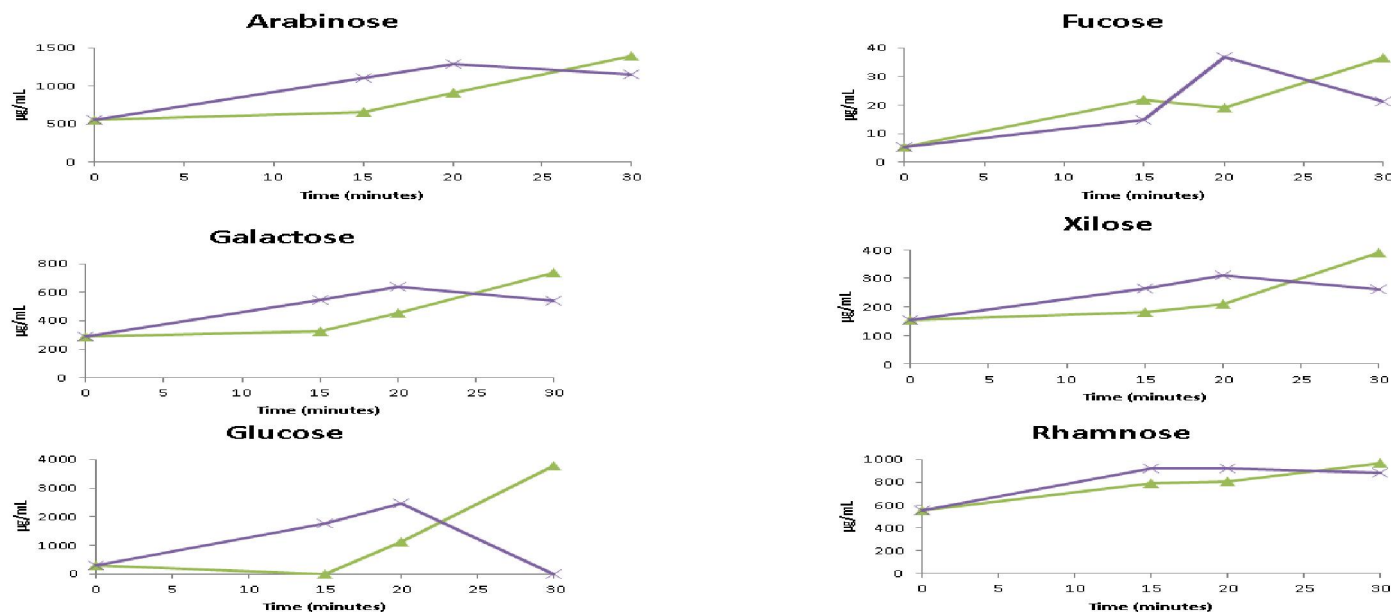 Arabinose
1500
1000
500
0
µg/mL
0 5 10 15 20 25 30
Time (minutes)
Fucose
40
30
20
10
0
µg/mL
0 5 10 15 20 25 30
Time (minutes)
Galactose
800
600
400
200
0
µg/mL
0 5 10 15 20 25 30
Time (minutes)
Xilose
400
300
200
100
0
µg/mL
0 5 10 15 20 25 30
Time (minutes)
Glucose
4000
3000
2000
1000
0
µg/mL
0 5 10 15 20 25 30
Time (minutes)
Rhamnose
1000
800
600
400
200
0
µg/mL
0 5 10 15 20 25 30
Time (minutes)